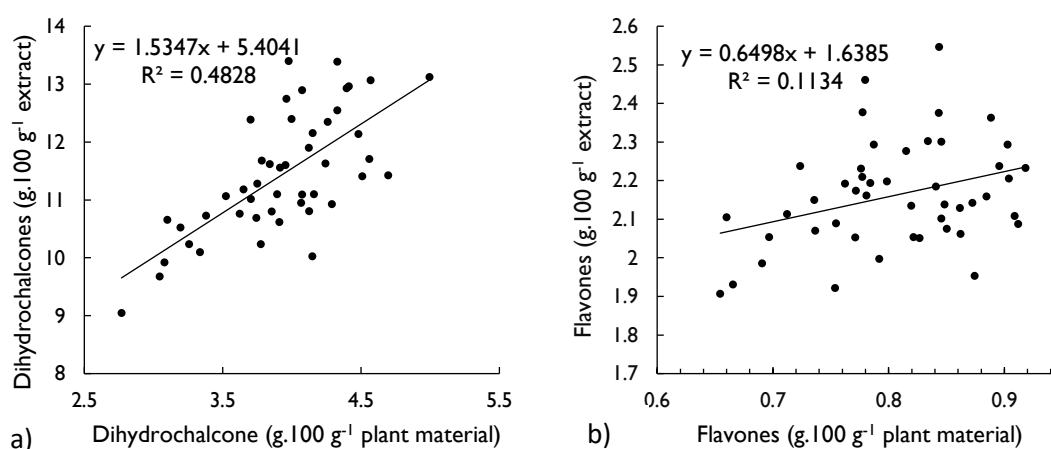 14
13
12
11
10
9
8
2.5
3.5
4.5
5.5
y = 1.5347x + 5.4041
R² = 0.4828
Dihydrochalcones (g.100 g⁻¹ extract)
Dihydrochalcone (g.100 g⁻¹ plant material)
a)
2.6
2.5
2.4
2.3
2.2
2.1
2
1.9
1.8
1.7
0.6
0.7
0.8
0.9
y = 0.6498x + 1.6385
R² = 0.1134
Flavones (g.100 g⁻¹ extract)
Flavones (g.100 g⁻¹ plant material)
b)